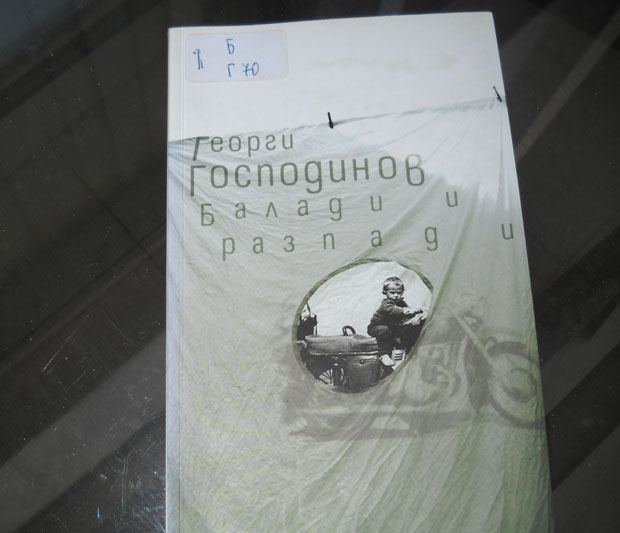 Б
Г 70
Георги
Господинов
Балади и
разпади